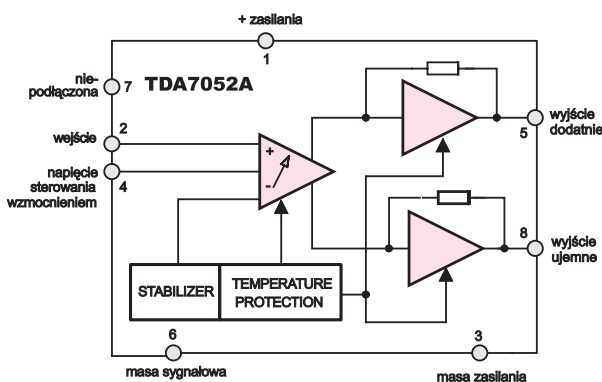 + zasilania
1
nie-
podłączona
7
TDA7052A
wejście
2
napięcie
sterowania
wzmocnieniem
4
+
-
5
wyjście
dodatnie
8
wyjście
ujemne
STABILIZER
TEMPERATURE
PROTECTION
6
masa sygnałowa
3
masa zasilania